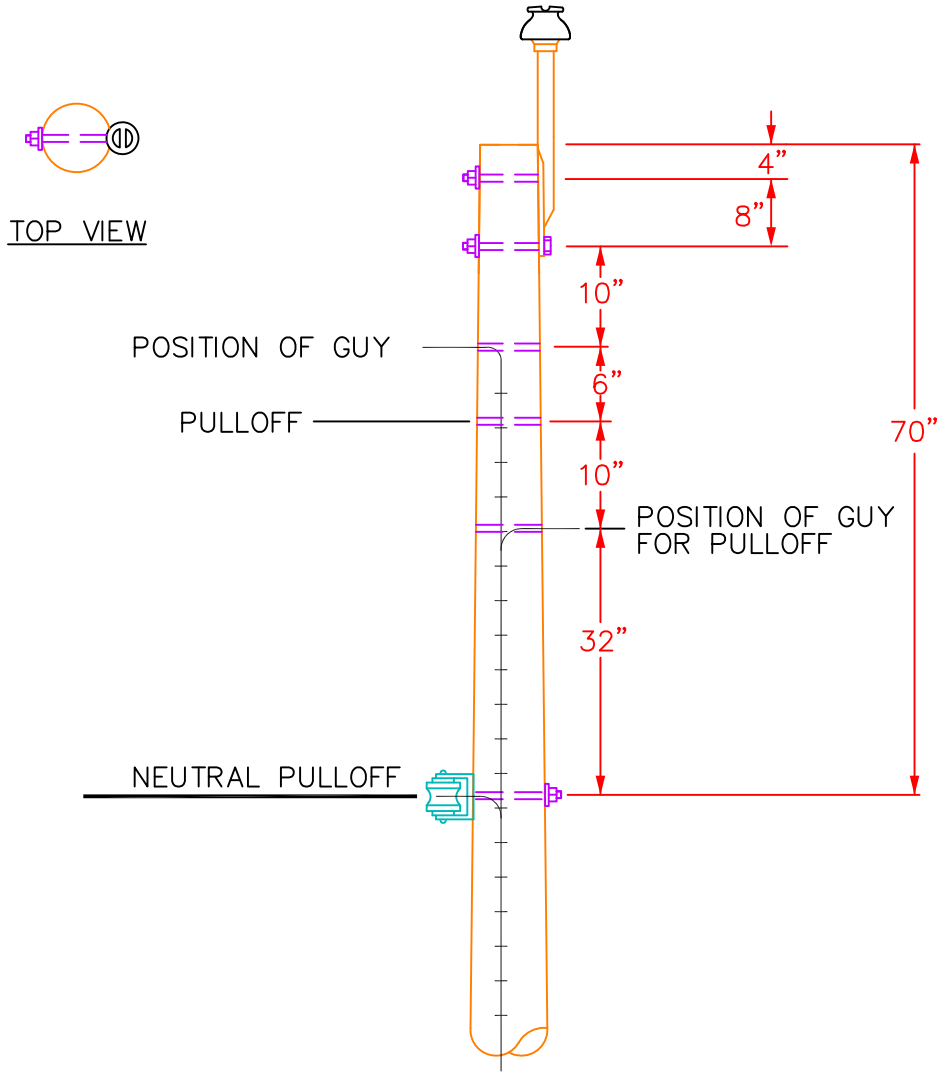 4”
TOP VIEW
8”
10”
POSITION OF GUY
6”
PULLOFF
70”
10”
POSITION OF GUY
FOR PULLOFF
32”
NEUTRAL PULLOFF